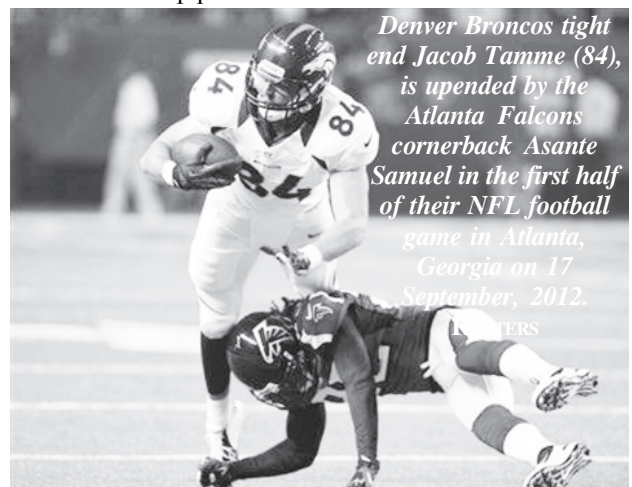 Denver Broncos tight
end Jacob Tamme (84),
is upended by the
Atlanta Falcons
cornerback Asante
Samuel in the first half
of their NFL football
game in Atlanta,
Georgia on 17
September, 2012.
84
84
84